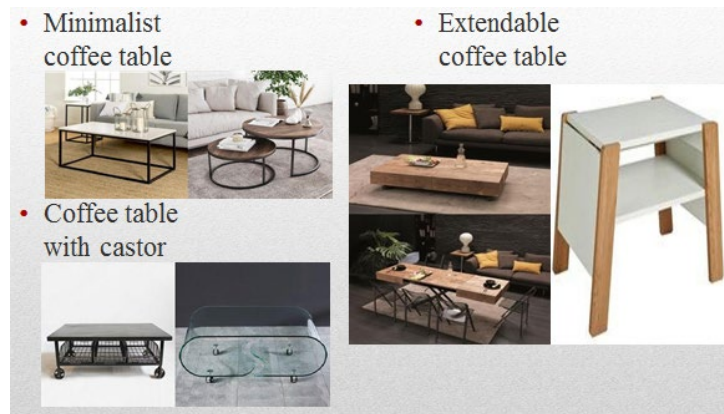 • Minimalist
coffee table
• Coffee table
with castor
• Extendable
coffee table